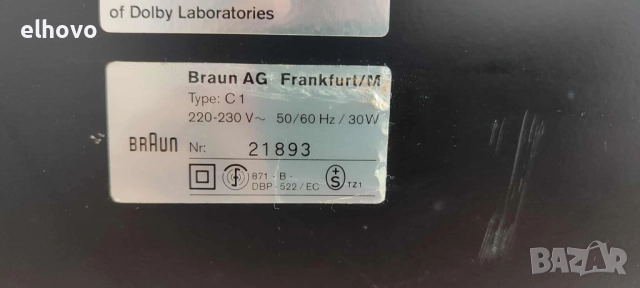 elhovo
of Dolby Laboratories
Braun AG Frankfurt/M
Type: C 1
220-230 V~ 50/60 Hz / 30W
BRAUN Nr: 21893
871 - B -
DBP - 522 / EC
+ S TZ1
BAZAR